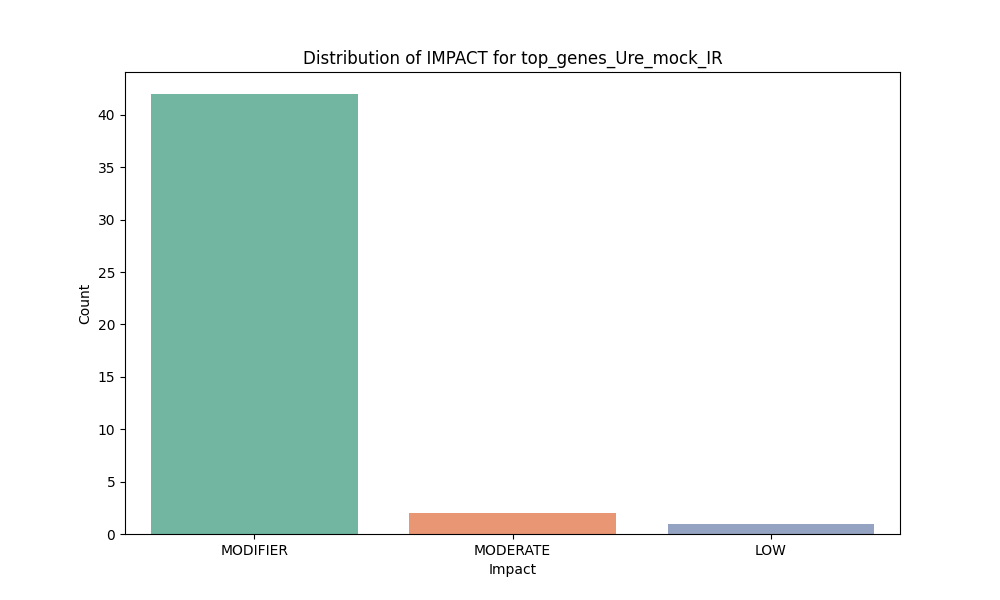 Distribution of IMPACT for top_genes_Ure_mock_IR
Count
40
35
30
25
20
15
10
5
0
MODIFIER MODERATE LOW
Impact